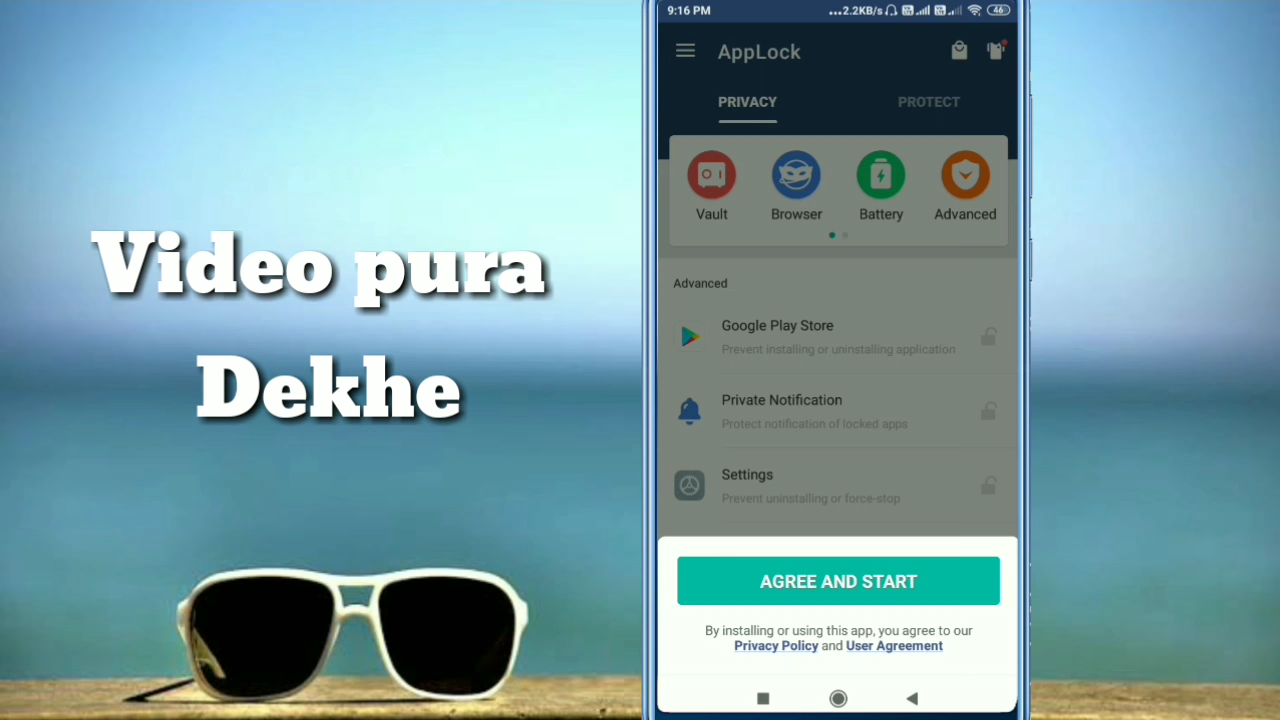 Video pura
Dekhe
9:16 PM
...2.2KB/s
46
AppLock
PRIVACY
PROTECT
Vault
Browser
Battery
Advanced
Advanced
Google Play Store
Prevent installing or uninstalling application
Private Notification
Protect notification of locked apps
Settings
Prevent uninstalling or force-stop
AGREE AND START
By installing or using this app, you agree to our
Privacy Policy and User Agreement